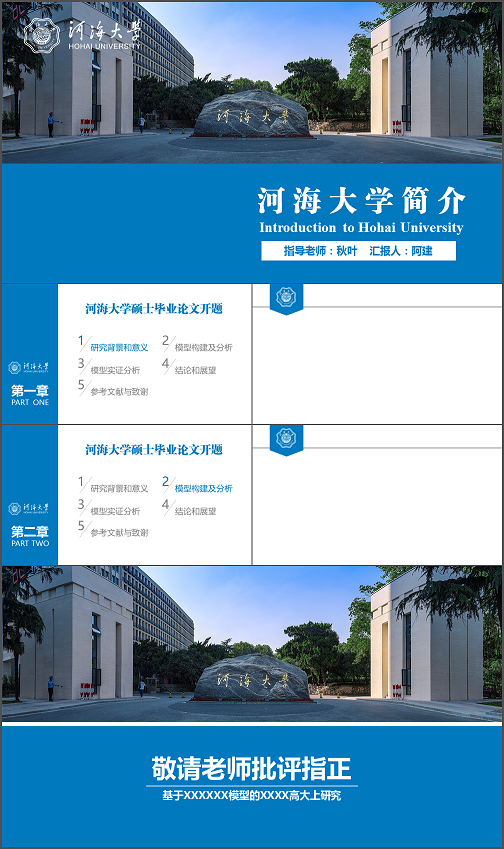 河海大学
HOHAI UNIVERSITY
河海大学
河海大学简介
Introduction to Hohai University
指导老师：秋叶 汇报人：阿建
河海大学硕士毕业论文开题
1 研究背景和意义 2 模型构建及分析
3 模型实证分析 4 结论和展望
5 参考文献与致谢
河海大学
第一章
PART ONE
河海大学硕士毕业论文开题
1 研究背景和意义 2 模型构建及分析
3 模型实证分析 4 结论和展望
5 参考文献与致谢
河海大学
第二章
PART TWO
河海大学
敬请老师批评指正
基于XXXXXX模型的XXXX高大上研究